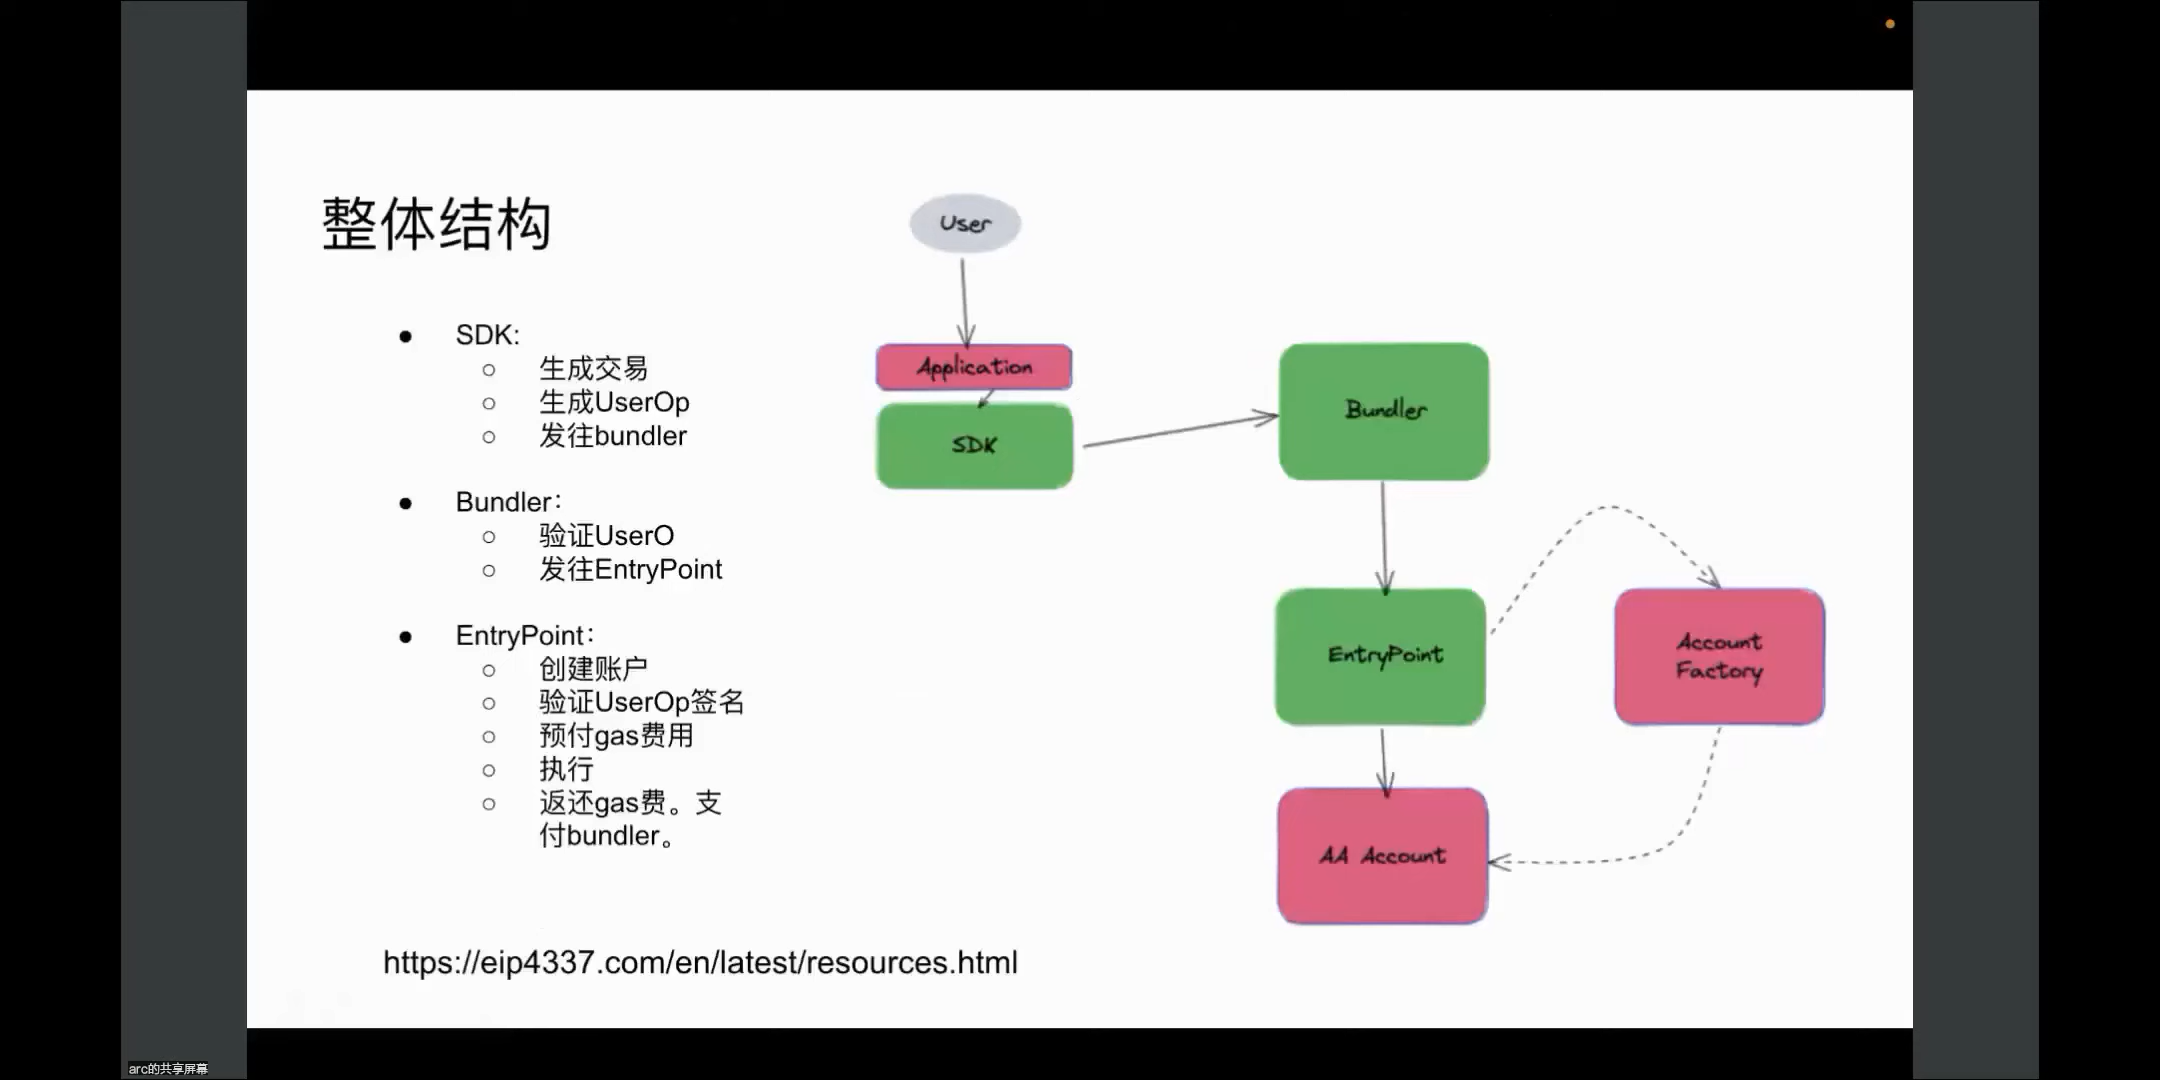 整体结构
SDK:
生成交易
生成UserOp
发往bundler
Bundler：
验证UserO
发往EntryPoint
EntryPoint：
创建账户
验证UserOp签名
预付gas费用
执行
返还gas费。支
付bundler。
https://eip4337.com/en/latest/resources.html
User
Application
SDK
Bundler
EntryPoint
Account
Factory
AA Account
arc的共享屏幕